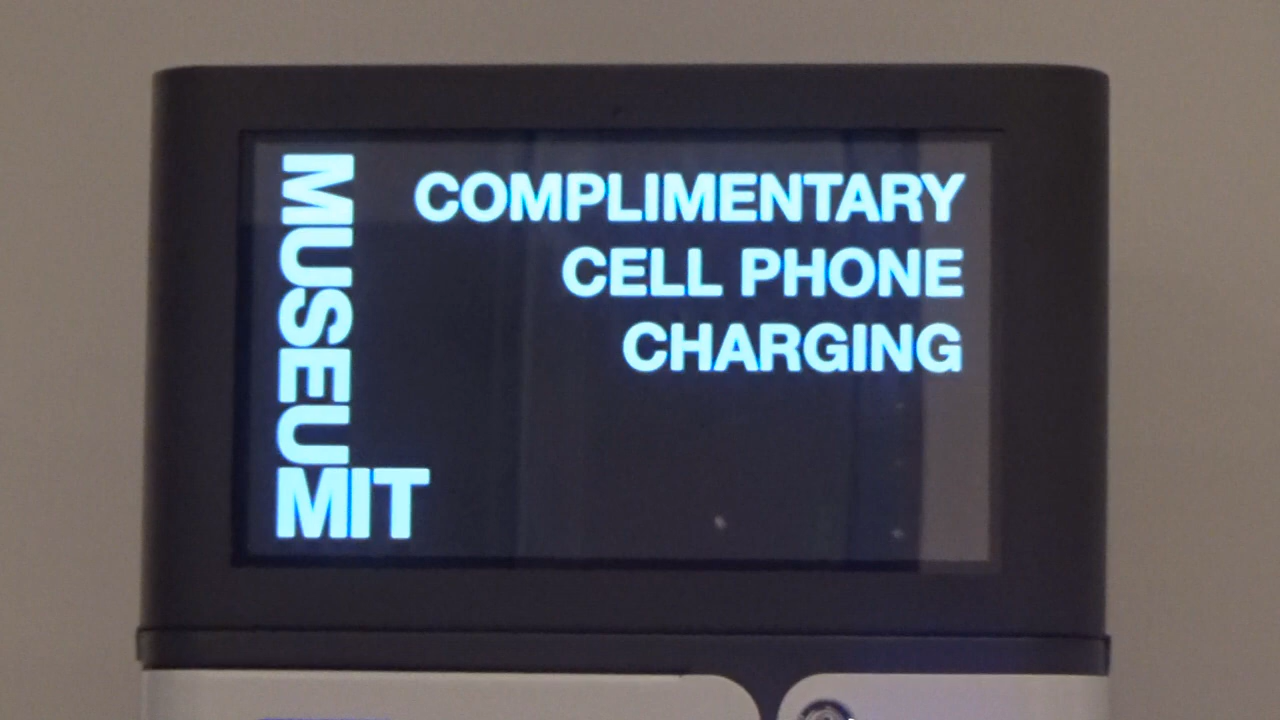 MUSEUM
MIT
COMPLIMENTARY
CELL PHONE
CHARGING